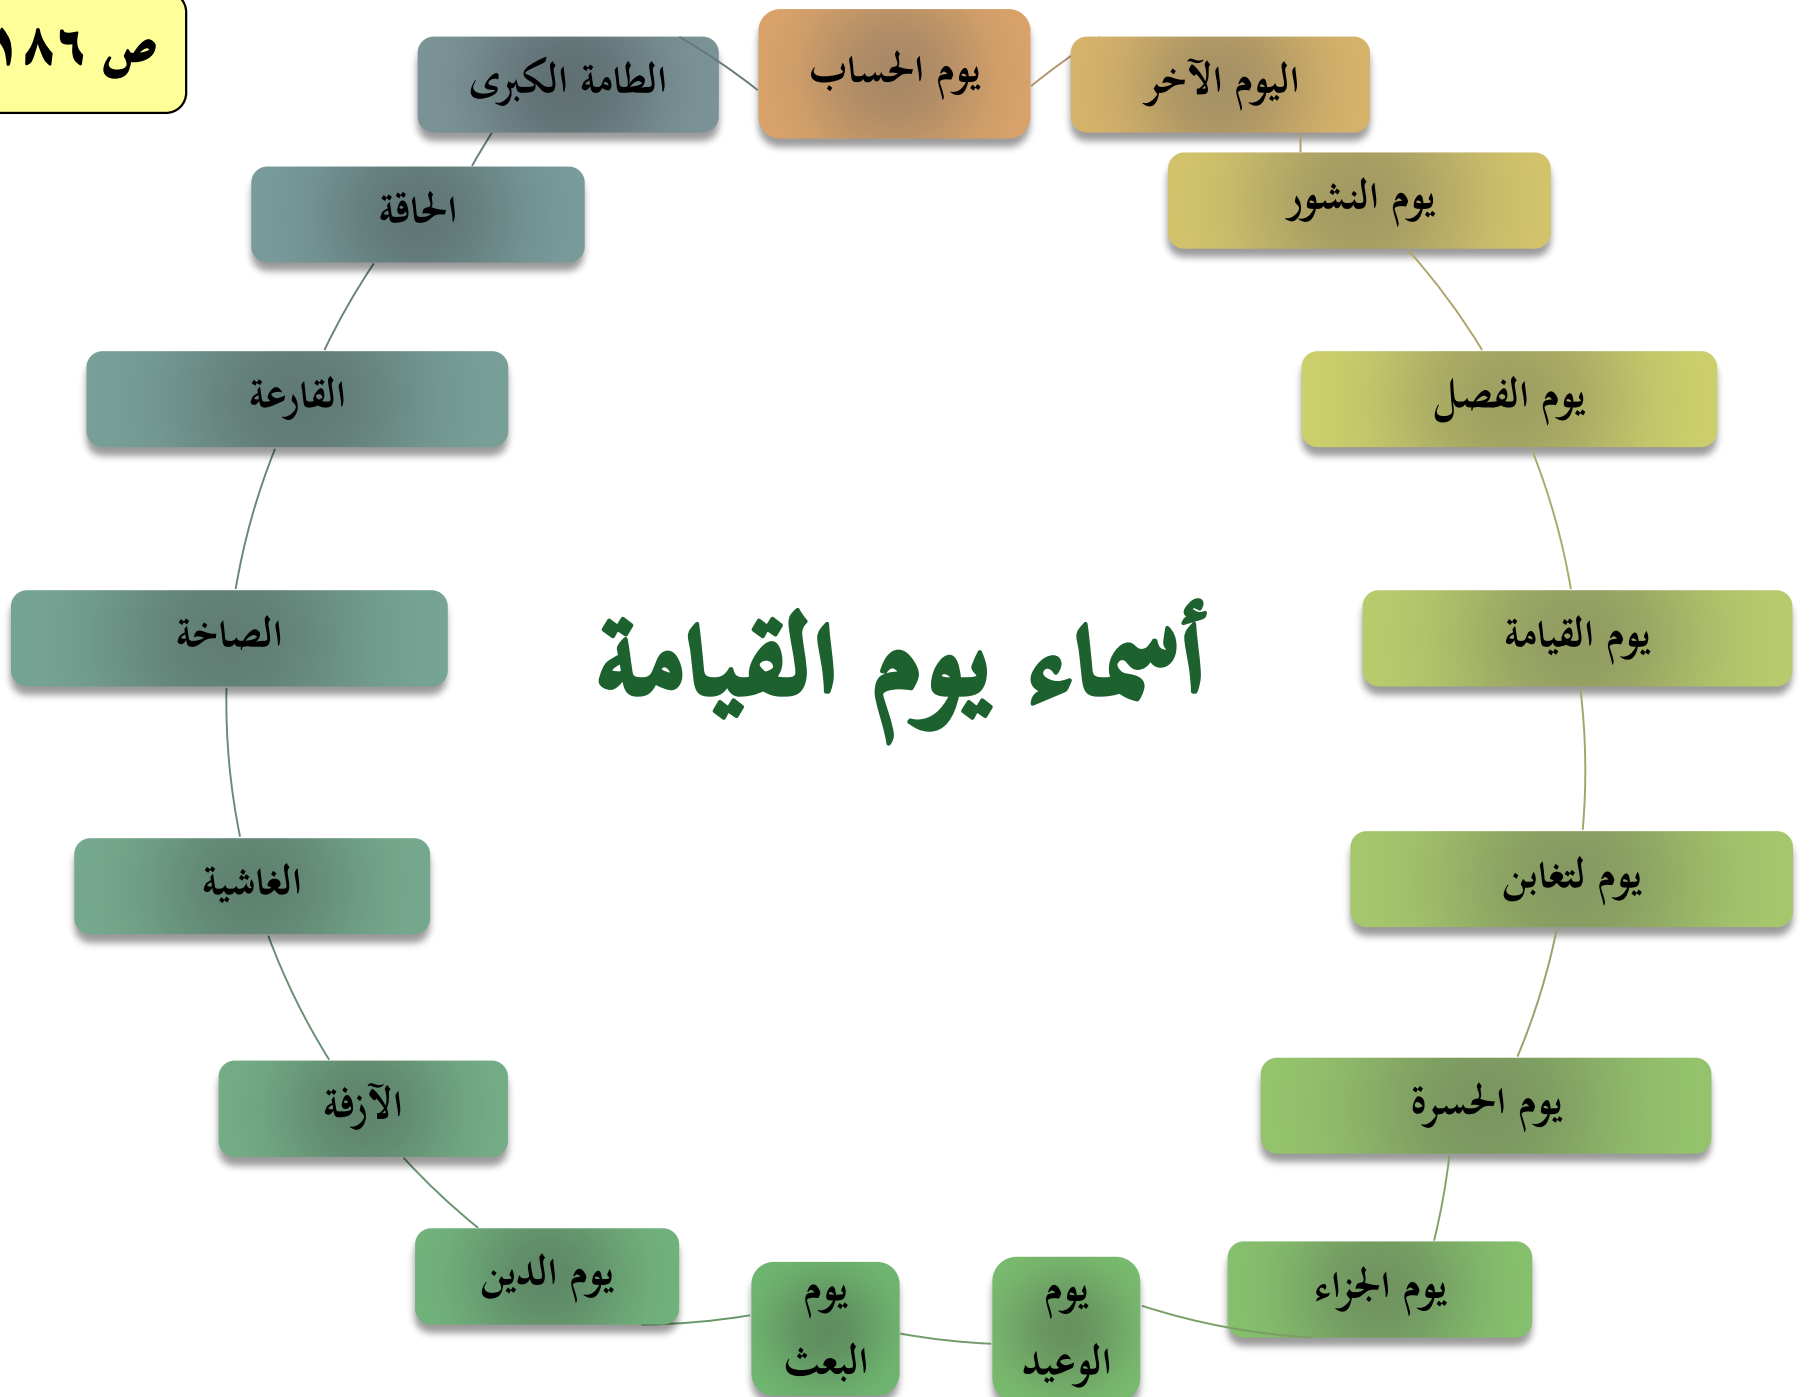 ص ١٨٦
يوم الحساب
اليوم الآخر
يوم النشور
يوم الفصل
يوم القيامة
يوم لتغابن
يوم الحسرة
يوم الجزاء
يوم
الوعيد
يوم
البعث
يوم الدين
الآزفة
الغاشية
الصاخة
القارعة
الحاقة
الطامة الكبرى
أسماء يوم القيامة